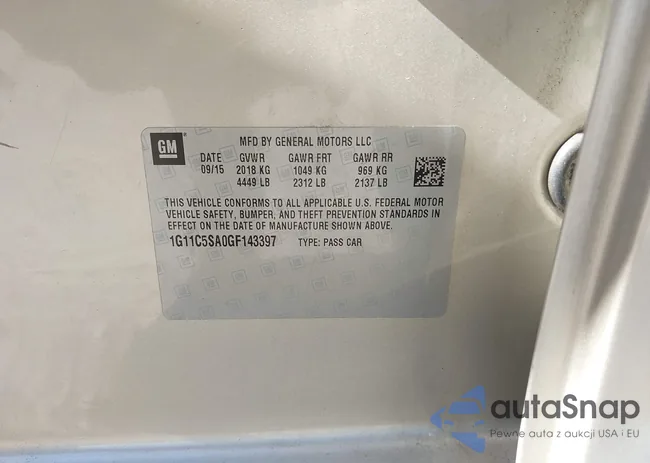 GM
MFD BY GENERAL MOTORS LLC
DATE GVWR GAWR FRT GAWR RR
09/15 2018 KG 1049 KG 969 KG
4449 LB 2312 LB 2137 LB
THIS VEHICLE CONFORMS TO ALL APPLICABLE U.S. FEDERAL MOTOR
VEHICLE SAFETY, BUMPER, AND THEFT PREVENTION STANDARDS IN
EFFECT ON THE DATE OF MANUFACTURE SHOWN ABOVE.
1G11C5SA0GF143397 TYPE: PASS CAR
autaSnap
Pewne auta z aukcji USA i EU